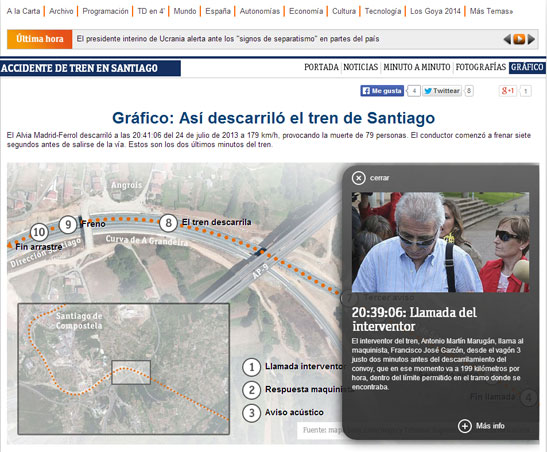 A la Carta | Archivo | Programación | TD en 4' | Mundo | España | Autonomías | Economía | Cultura | Tecnología | Los Goya 2014 | Más Temas»
Última hora
El presidente interino de Ucrania alerta ante los "signos de separatismo" en partes del país
ACCIDENTE DE TREN EN SANTIAGO
PORTADA | NOTICIAS | MINUTO A MINUTO | FOTOGRAFÍAS | GRÁFICO
Me gusta 4 Twittear 8 +1 1
Gráfico: Así descarriló el tren de Santiago
El Alvia Madrid-Ferrol descarriló a las 20:41:06 del 24 de julio de 2013 a 179 km/h, provocando la muerte de 79 personas. El conductor comenzó a frenar siete
segundos antes de salirse de la vía. Estos son los dos últimos minutos del tren.
cerrar
Angrois
10
9
Freno
8
El tren descarrila
Fin arrastre
Curva de A Grandeira
Dirección Santiago
AP-9
7
Tercer aviso
20:39:06: Llamada del
interventor
El interventor del tren, Antonio Martín Marugán, llama al
maquinista, Francisco José Garzón, desde el vagón 3
justo dos minutos antes del descarrilamiento del
convoy, que en ese momento va a 199 kilómetros por
hora, dentro del límite permitido en el tramo donde se
encontraba.
Santiago de
Compostela
1
Llamada interventor
2
Respuesta maquinis
3
Aviso acústico
Fin llamada
4
Más info
Fuente: